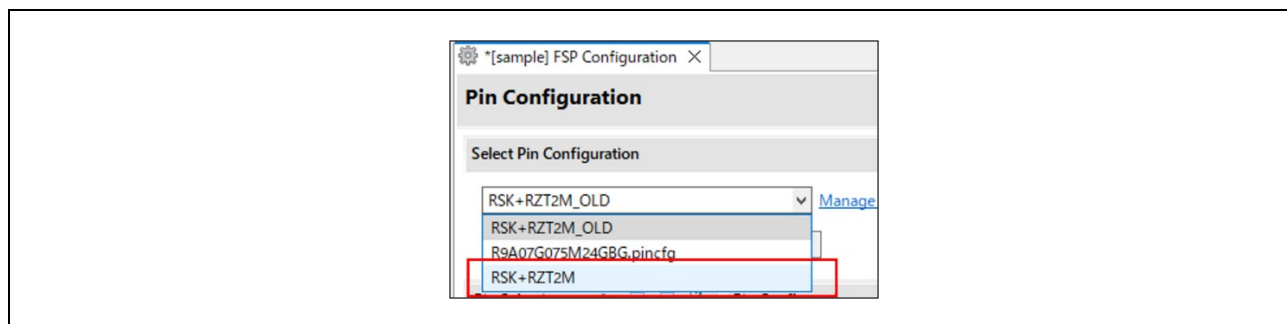 *[sample] FSP Configuration
Pin Configuration
Select Pin Configuration
RSK+RZT2M_OLD
Manage
RSK+RZT2M_OLD
R9A07G075M24GBG.pincfg
RSK+RZT2M